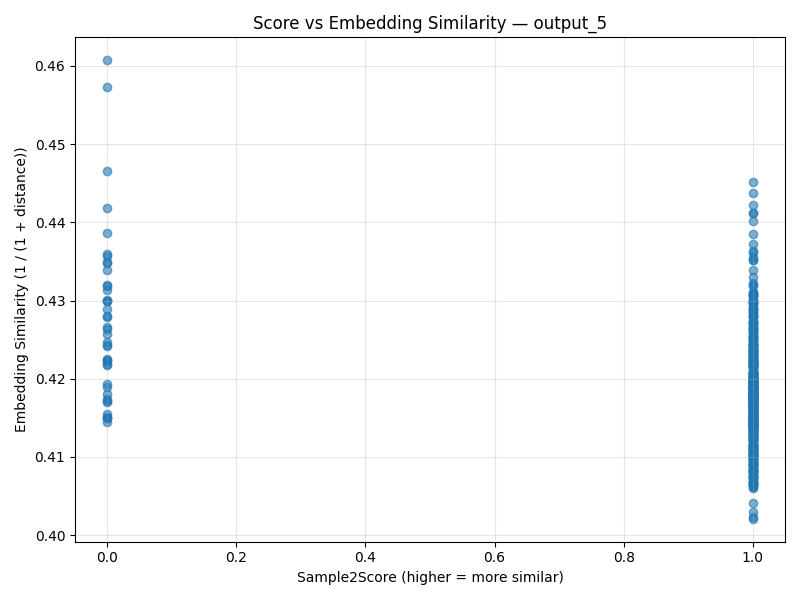 Score vs Embedding Similarity — output_5
Embedding Similarity (1 / (1 + distance))
0.46
0.45
0.44
0.43
0.42
0.41
0.40
0.0 0.2 0.4 0.6 0.8 1.0
Sample2Score (higher = more similar)